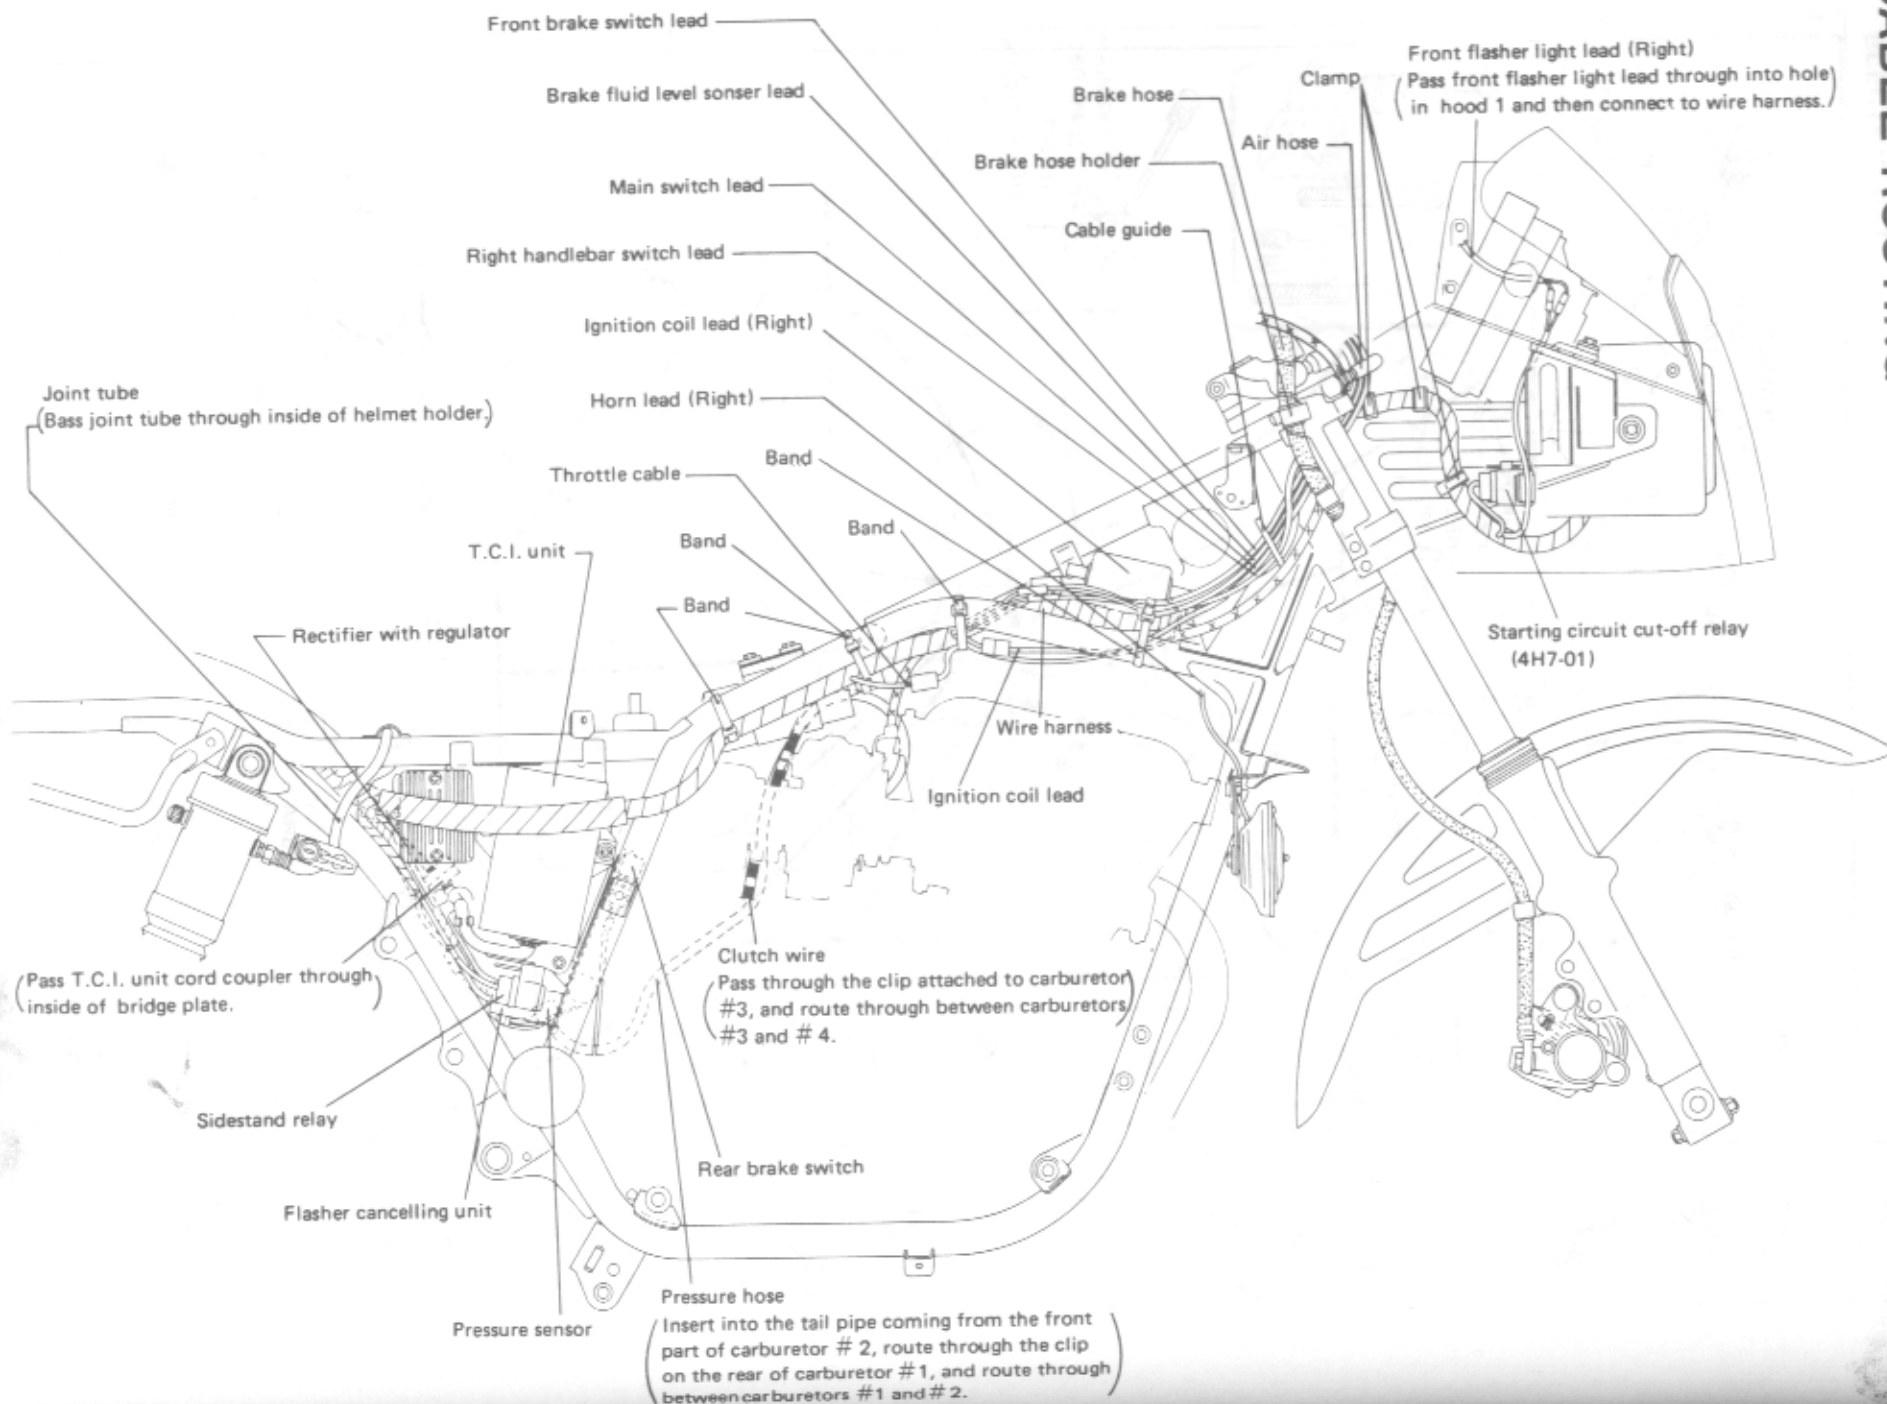 CABLE ROUTING
Front brake switch lead
Front flasher light lead (Right)
(Pass front flasher light lead through into hole)
(in hood 1 and then connect to wire harness.)
Clamp
Brake fluid level sonser lead
Brake hose
Air hose
Brake hose holder
Main switch lead
Cable guide
Right handlebar switch lead
Ignition coil lead (Right)
Joint tube
(Bass joint tube through inside of helmet holder.)
Horn lead (Right)
Band
Throttle cable
Band
Band
T.C.I. unit
Band
Rectifier with regulator
Starting circuit cut-off relay
(4H7-01)
Wire harness
Ignition coil lead
Clutch wire
(Pass through the clip attached to carburetor)
#3, and route through between carburetors
#3 and # 4.
(Pass T.C.I. unit cord coupler through)
inside of bridge plate.
Sidestand relay
Rear brake switch
Flasher cancelling unit
Pressure sensor
Pressure hose
Insert into the tail pipe coming from the front
part of carburetor # 2, route through the clip
on the rear of carburetor #1, and route through
between carburetors #1 and # 2.